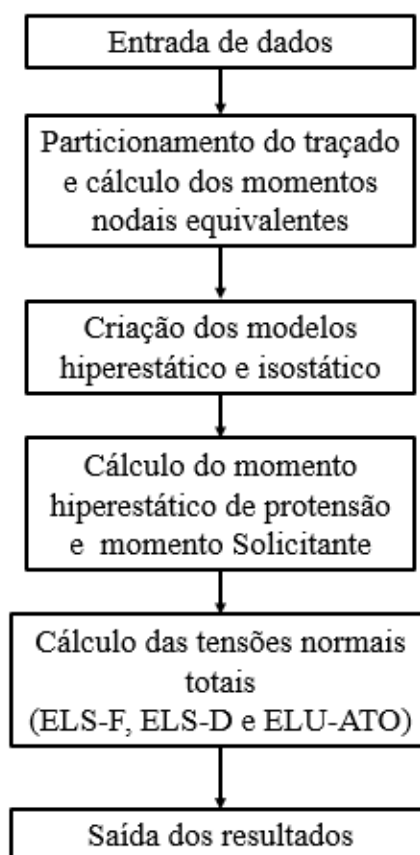 Entrada de dados
Particionamento do traçado
e cálculo dos momentos
nodais equivalentes
Criação dos modelos
hiperestático e isostático
Cálculo do momento
hiperestático de protensão
e momento Solicitante
Cálculo das tensões normais
totais
(ELS-F, ELS-D e ELU-ATO)
Saída dos resultados